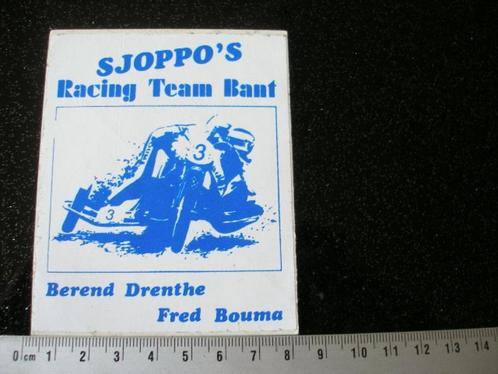 SJOPPO'S
Racing Team Bant
3
3
Berend Drenthe
Fred Bouma
0 cm 1 2 3 4 5 6 7 8 9 10 11 12 13 14